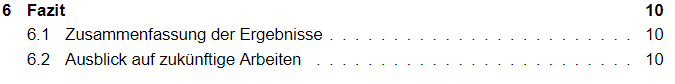 6 Fazit 10
6.1 Zusammenfassung der Ergebnisse . . . . . . . . . . . . . . . . . . . . . . . . 10
6.2 Ausblick auf zukünftige Arbeiten . . . . . . . . . . . . . . . . . . . . . . . . . 10